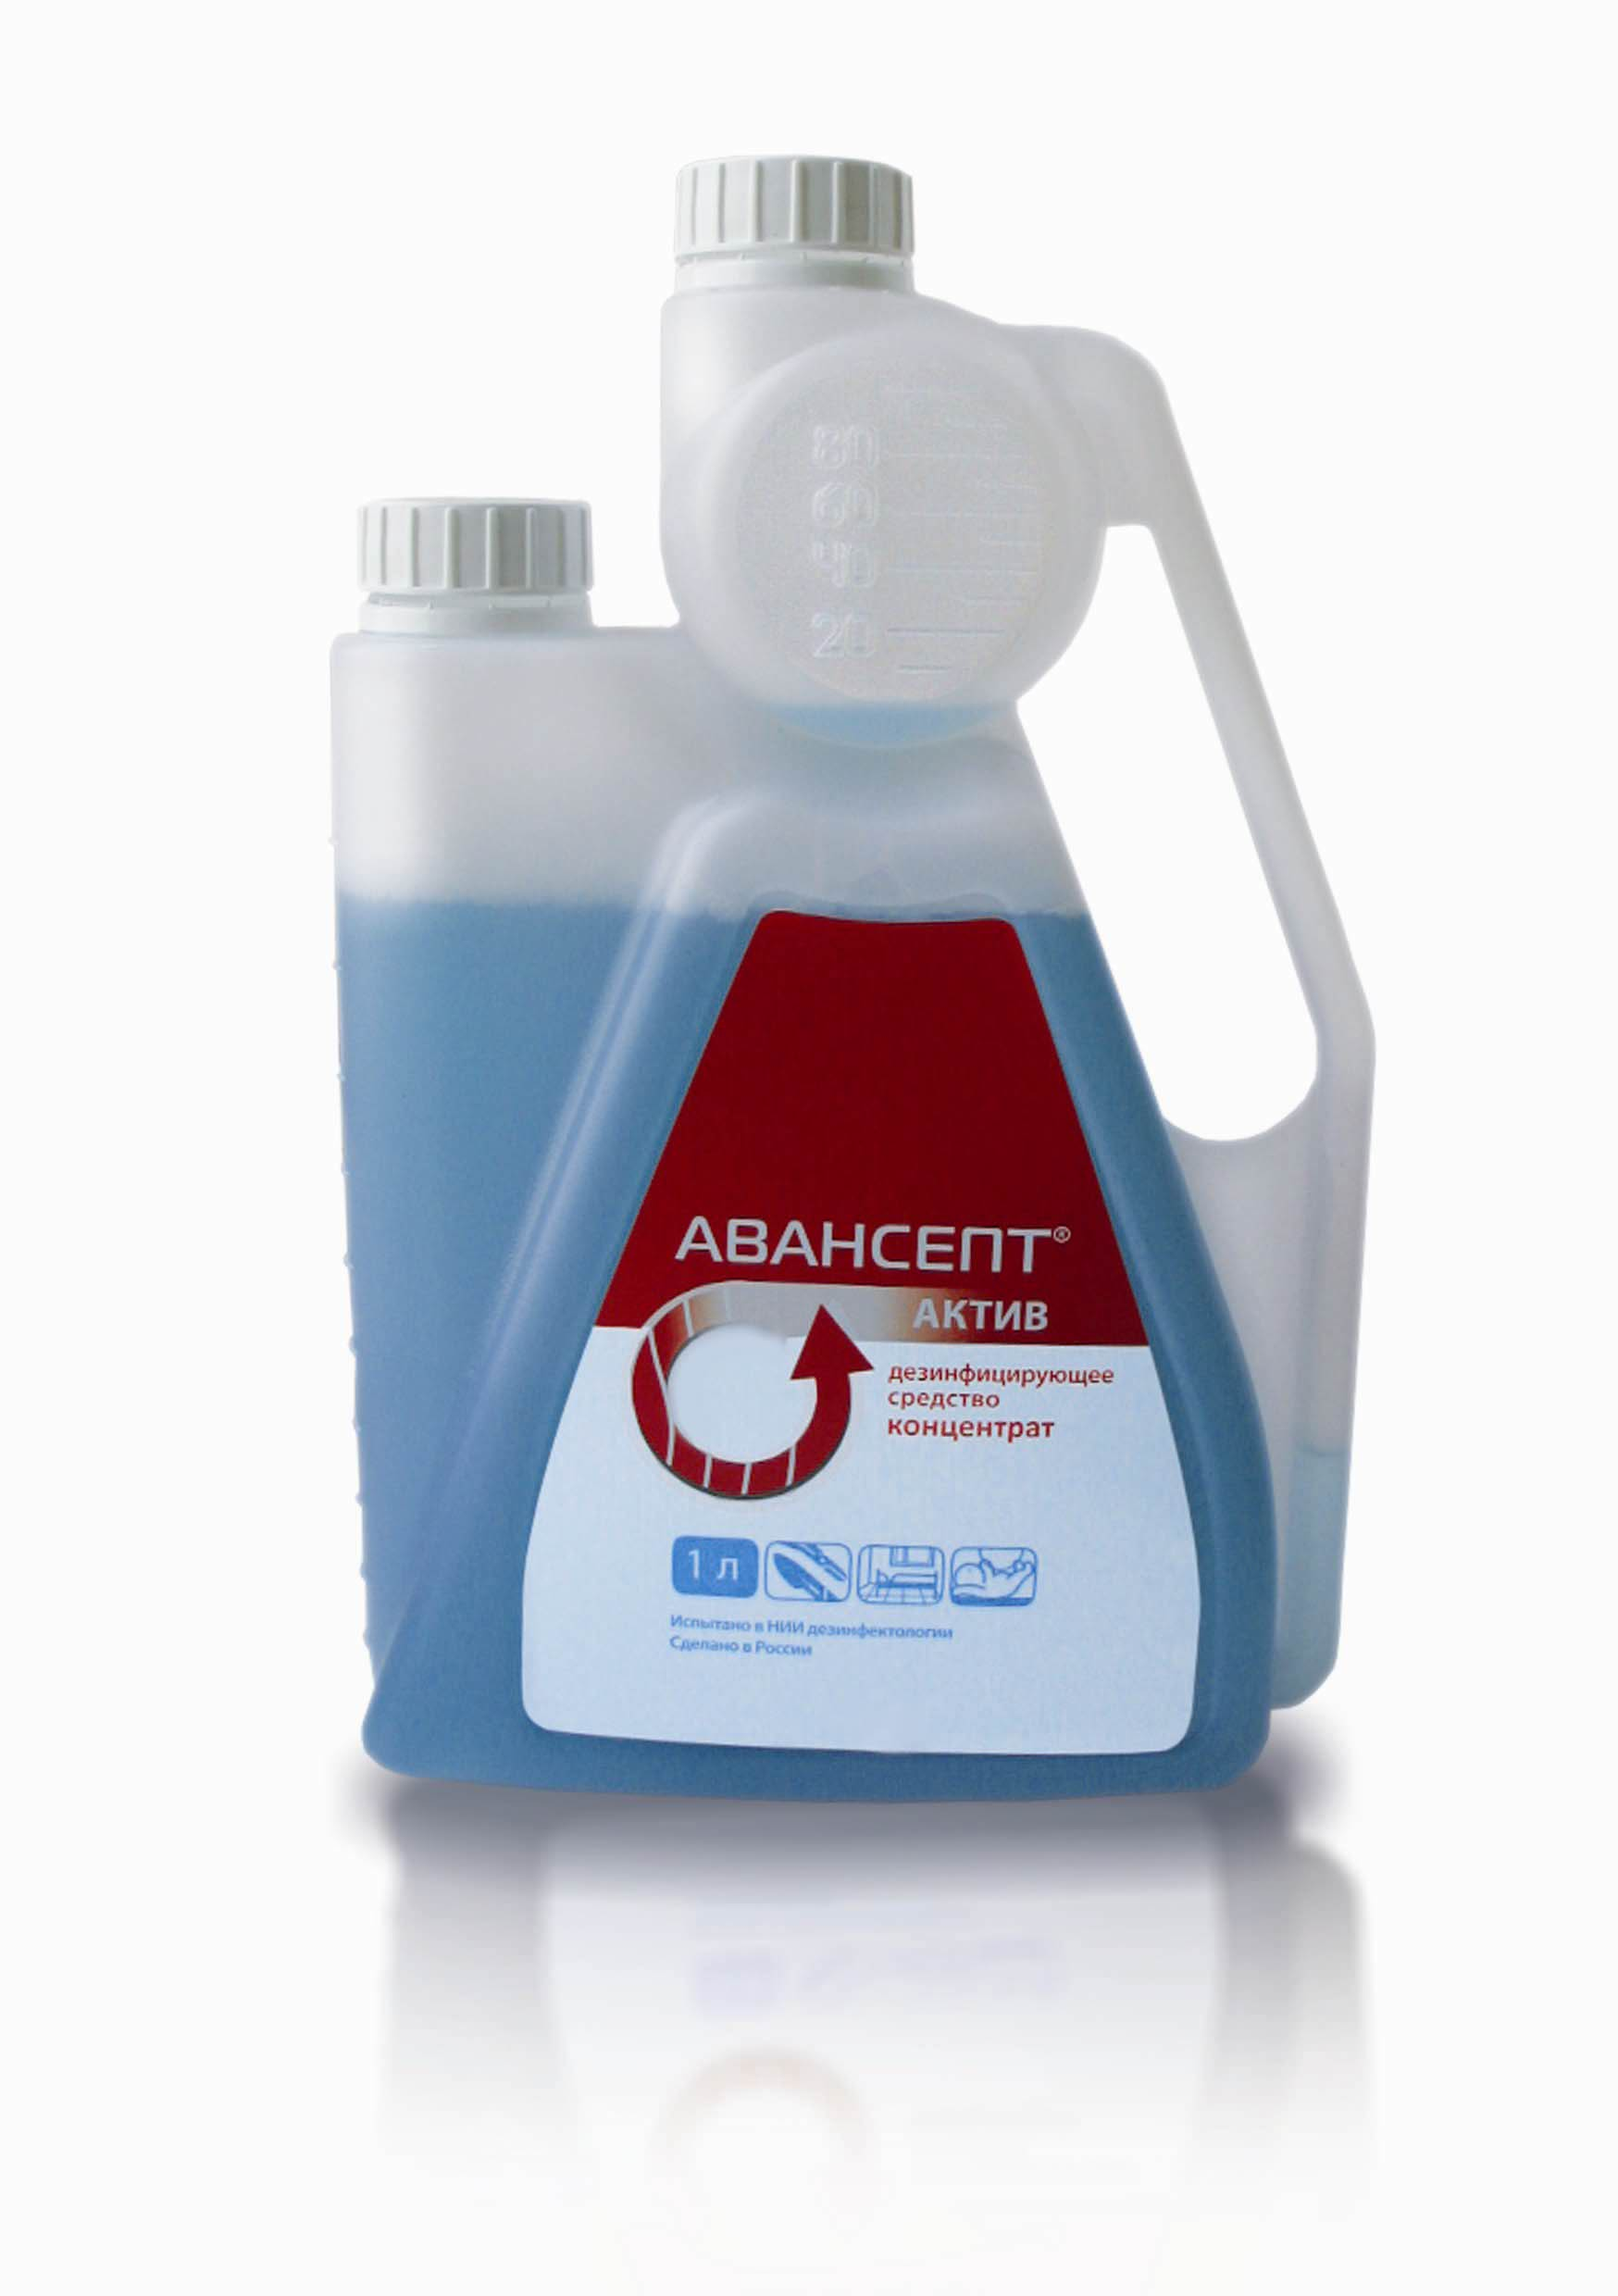 80
60
40
20
АВАНСЕПТ®
АКТИВ
дезинфицирующее
средство
концентрат
1 л
Испытано в НИИ дезинфектологии
Сделано в России